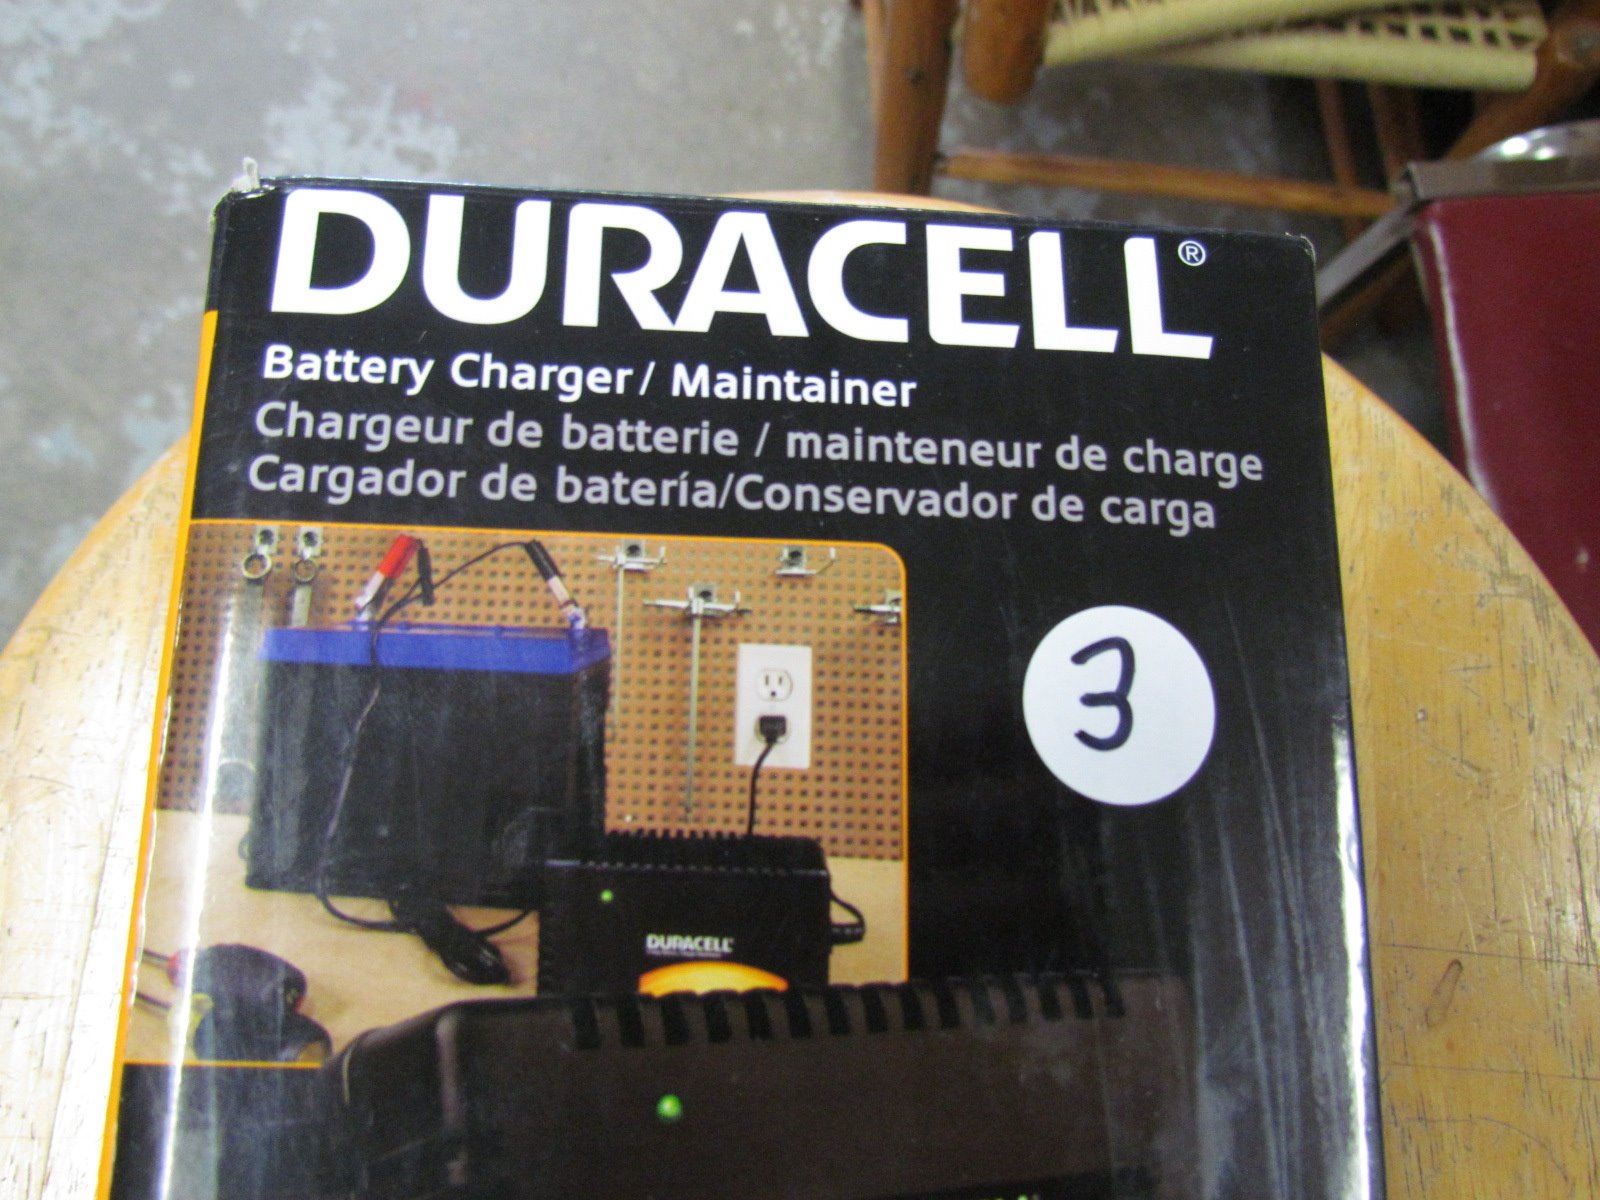 DURACELL®
Battery Charger / Maintainer
Chargeur de batterie / mainteneur de charge
Cargador de batería/Conservador de carga
3
DURACELL